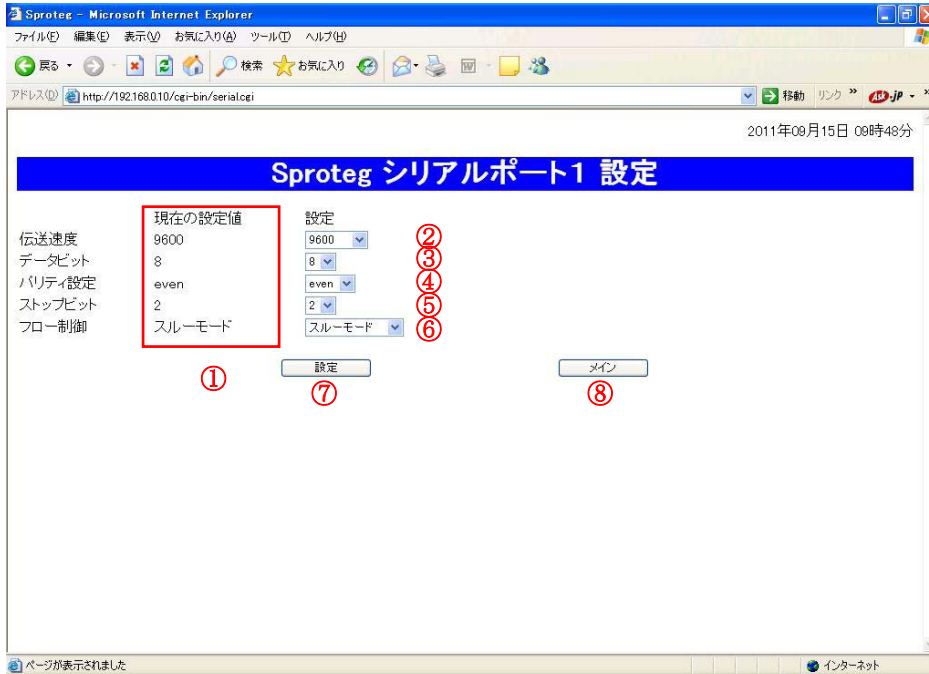 Sproteg - Microsoft Internet Explorer
ファイル(F) 編集(E) 表示(V) お気に入り(A) ツール(T) ヘルプ(H)
戻る 検索 お気に入り
アドレス(D) http://192.168.0.10/cgi-bin/serial.cgi 移動 リンク » .jp
2011年09月15日 09時48分
Sproteg シリアルポート1 設定
現在の設定値 設定
伝送速度 9600 9600 ②
データビット 8 8 ③
パリティ設定 even even ④
ストップビット 2 2 ⑤
フロー制御 スルーモード スルーモード ⑥
① 設定 メイン
⑦ ⑧
ページが表示されました インターネット